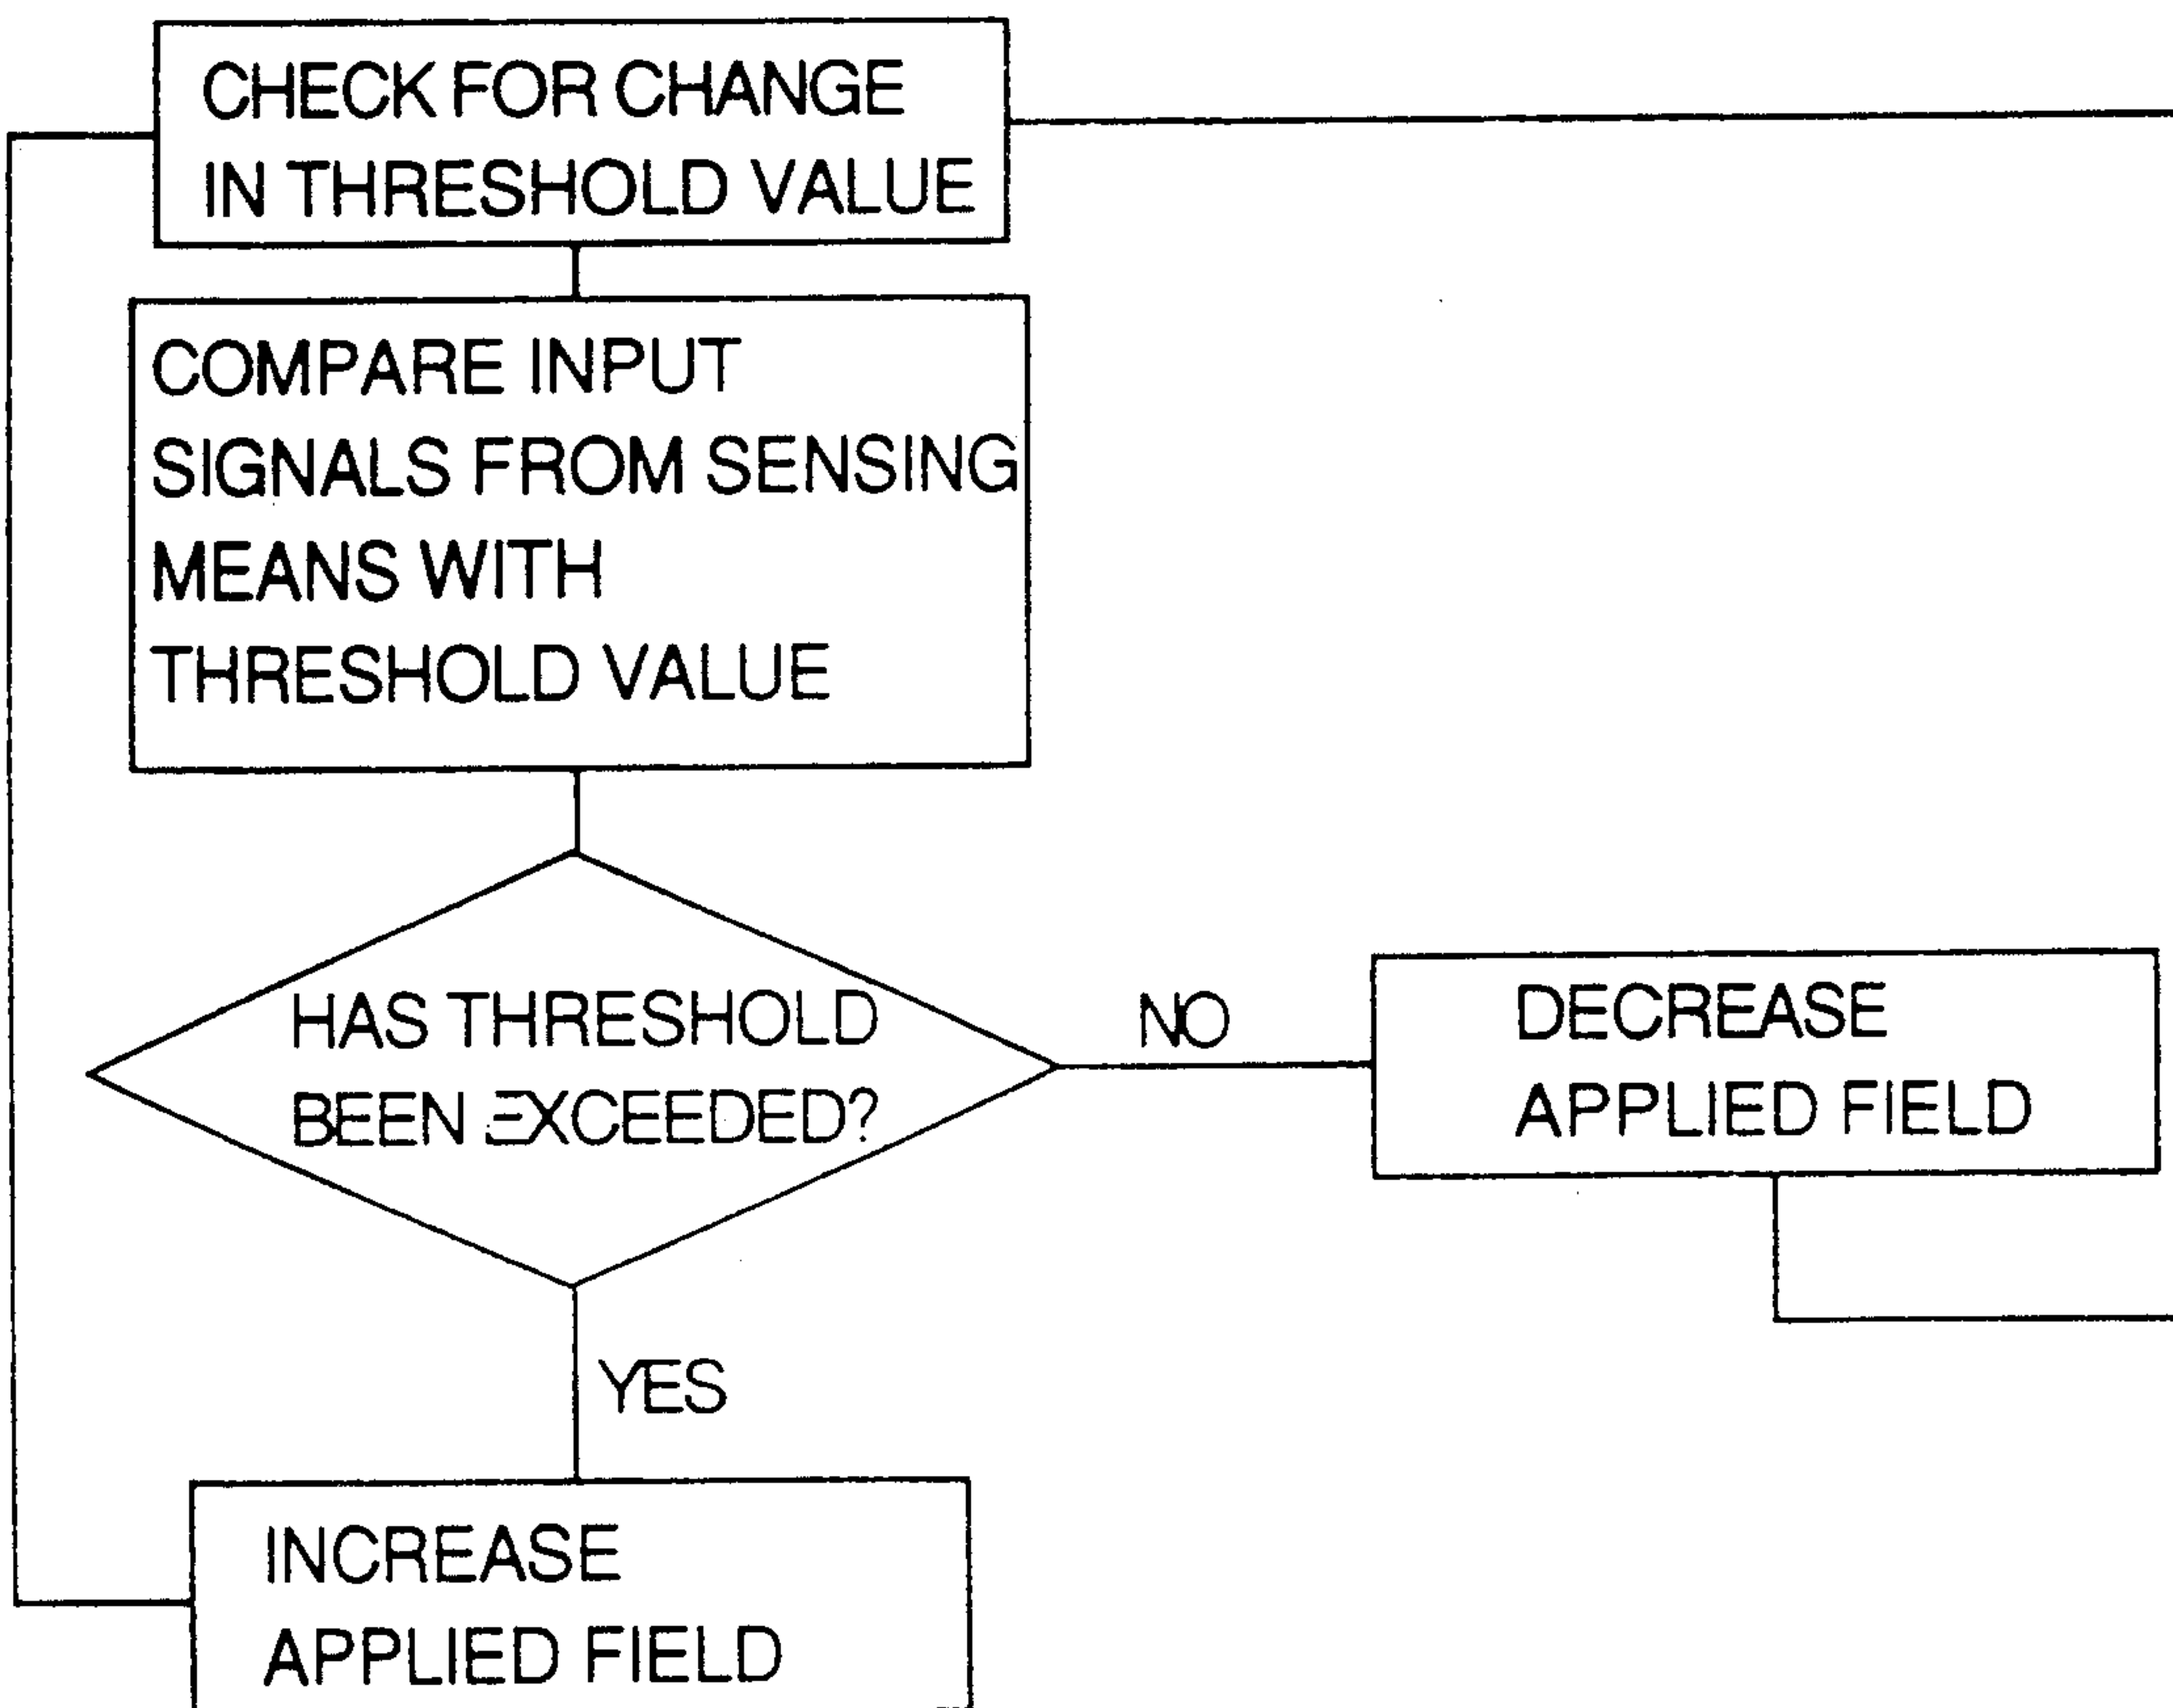 CHECK FOR CHANGE
IN THRESHOLD VALUE
COMPARE INPUT
SIGNALS FROM SENSING
MEANS WITH
THRESHOLD VALUE
HAS THRESHOLD
BEEN EXCEEDED?
NO
DECREASE
APPLIED FIELD
YES
INCREASE
APPLIED FIELD